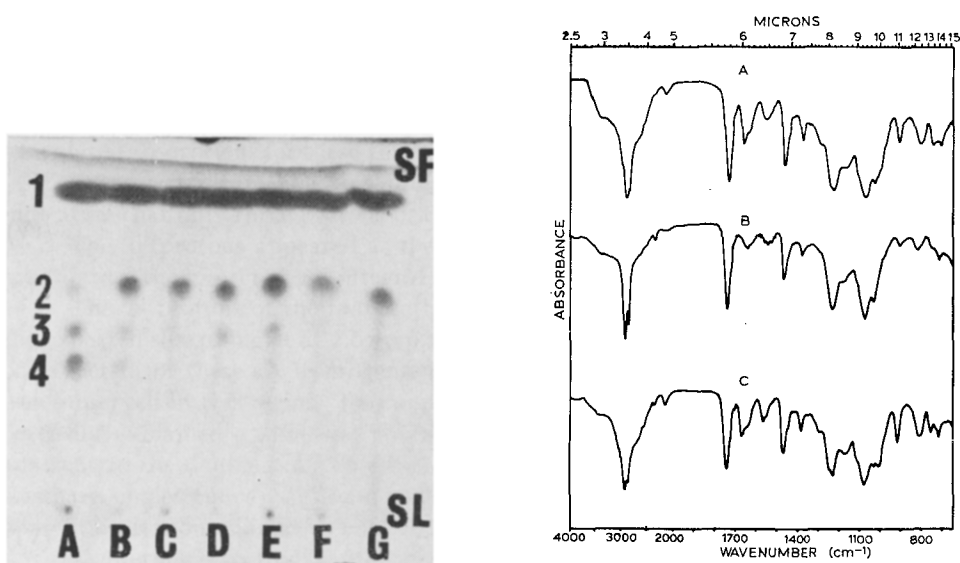 SF
1
2
3
4
SL
A B C D E F G
MICRONS
2.5 3 4 5 6 7 8 9 10 11 12 13 14 15
A
B
C
ABSORBANCE
4000 3000 2000 1700 1400 1100 800
WAVENUMBER (cm⁻¹)